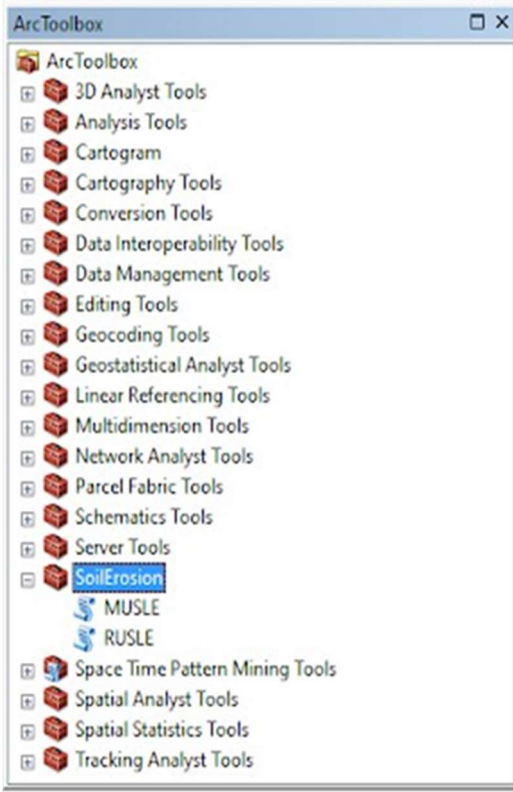 ArcToolbox
ArcToolbox
3D Analyst Tools
Analysis Tools
Cartogram
Cartography Tools
Conversion Tools
Data Interoperability Tools
Data Management Tools
Editing Tools
Geocoding Tools
Geostatistical Analyst Tools
Linear Referencing Tools
Multidimension Tools
Network Analyst Tools
Parcel Fabric Tools
Schematics Tools
Server Tools
SoilErosion
MUSLE
RUSLE
Space Time Pattern Mining Tools
Spatial Analyst Tools
Spatial Statistics Tools
Tracking Analyst Tools